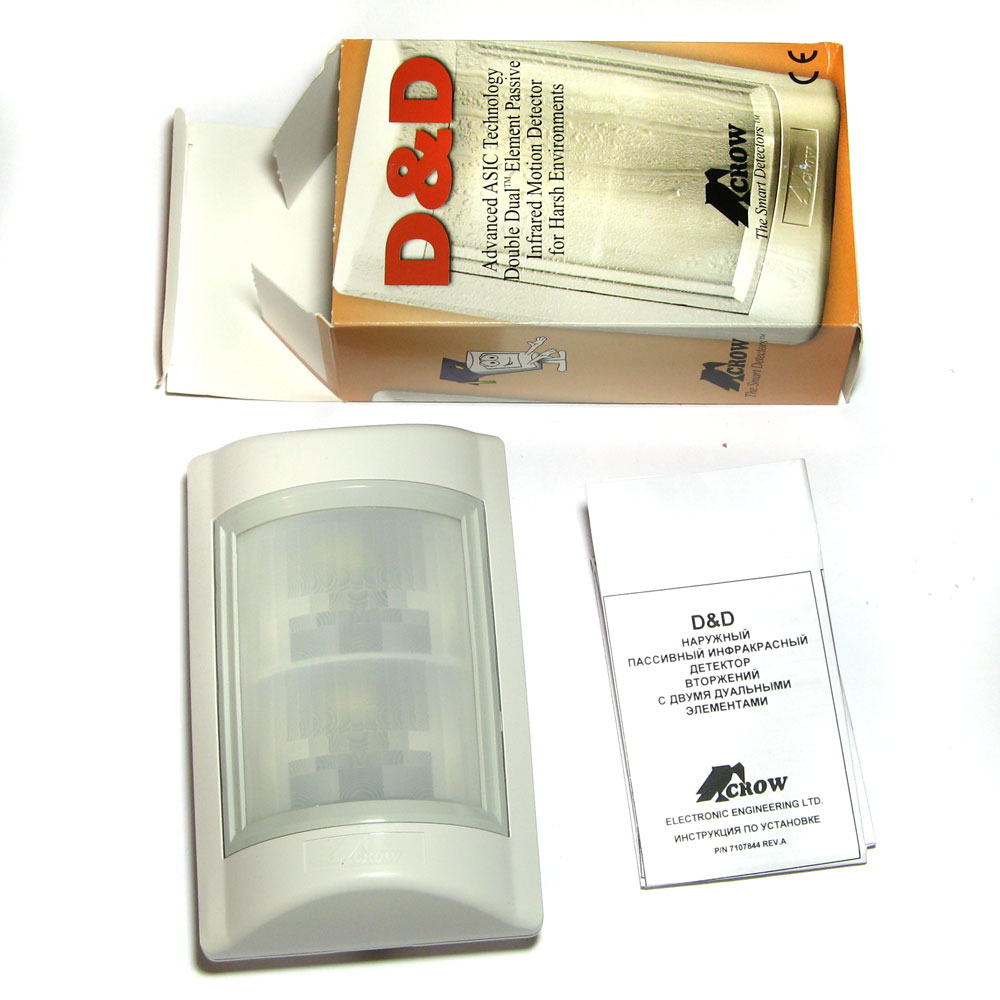 D&D
Advanced ASIC Technology
Double Dual™ Element Passive
Infrared Motion Detector
for Harsh Environments
CE
CROW
The Smart Detectors™
CROW
CROW
The Smart Detectors™
CROW
D&D
НАРУЖНЫЙ
ПАССИВНЫЙ ИНФРАКРАСНЫЙ
ДЕТЕКТОР
ВТОРЖЕНИЙ
С ДВУМЯ ДУАЛЬНЫМИ
ЭЛЕМЕНТАМИ
CROW
ELECTRONIC ENGINEERING LTD.
ИНСТРУКЦИЯ ПО УСТАНОВКЕ
P/N 7107844 REV.A